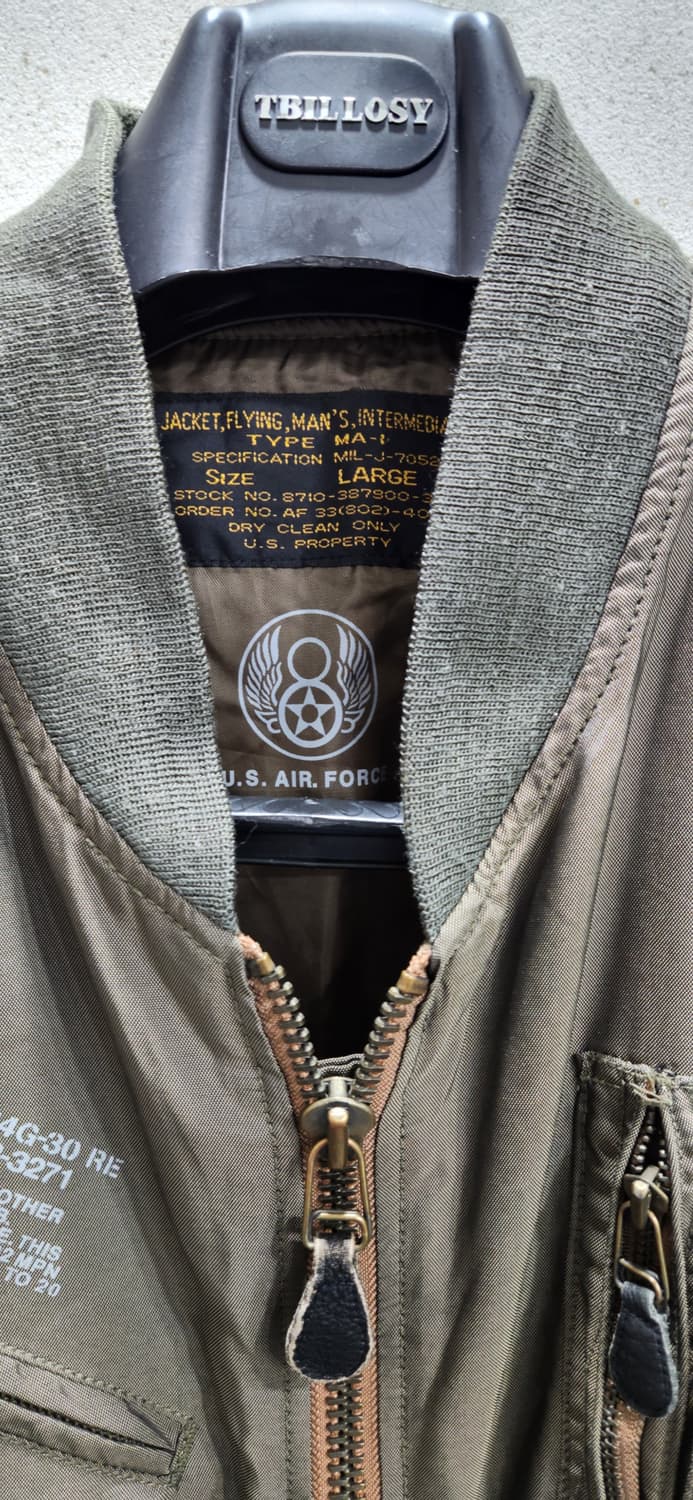 TBILLOSY
JACKET,FLYING,MAN'S,INTERMEDIA
TYPE MA-1
SPECIFICATION MIL-J-7052
SIZE LARGE
STOCK NO. 8710-387900-3
ORDER NO. AF 33(802)-40
DRY CLEAN ONLY
U.S. PROPERTY
U.S. AIR. FORCE
4G-30 RE
-3271
OTHER
THIS
2 MPN
TO 20